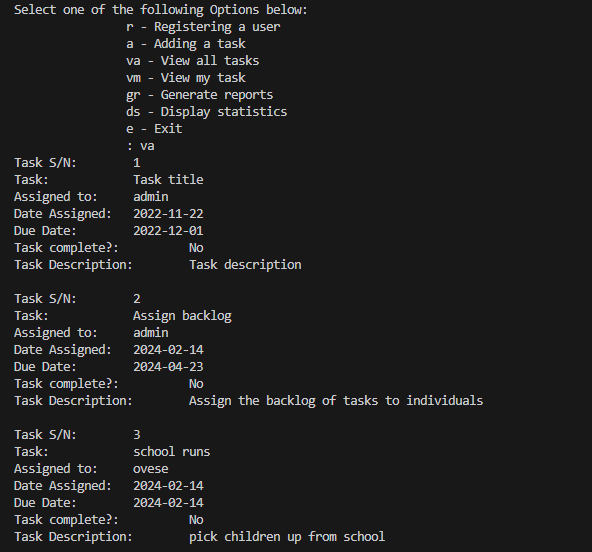 Select one of the following Options below:
r - Registering a user
a - Adding a task
va - View all tasks
vm - View my task
gr - Generate reports
ds - Display statistics
e - Exit
: va
Task S/N: 1
Task: Task title
Assigned to: admin
Date Assigned: 2022-11-22
Due Date: 2022-12-01
Task complete?: No
Task Description: Task description
Task S/N: 2
Task: Assign backlog
Assigned to: admin
Date Assigned: 2024-02-14
Due Date: 2024-04-23
Task complete?: No
Task Description: Assign the backlog of tasks to individuals
Task S/N: 3
Task: school runs
Assigned to: ovese
Date Assigned: 2024-02-14
Due Date: 2024-02-14
Task complete?: No
Task Description: pick children up from school